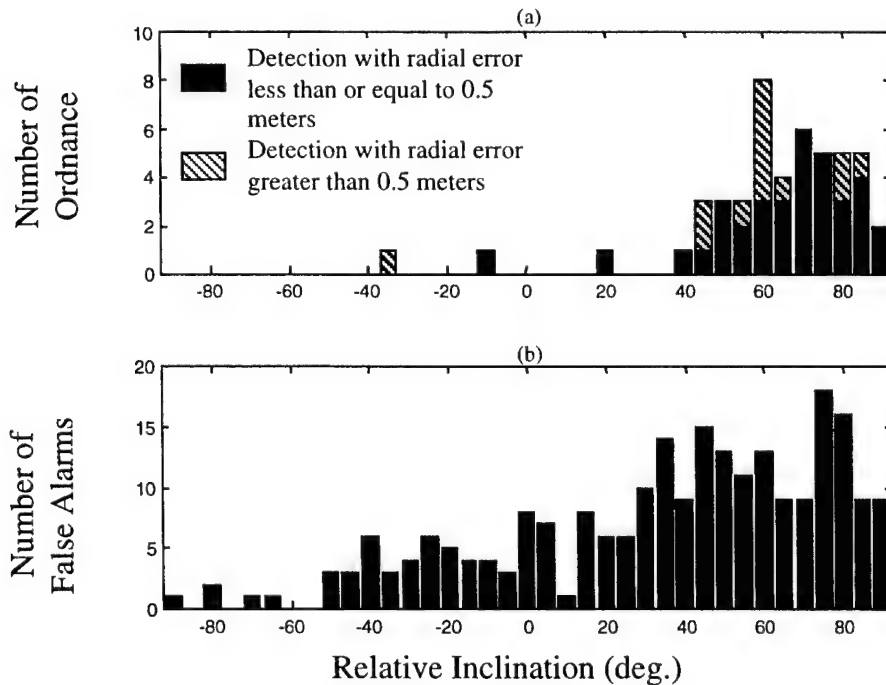 (a)
Number of
Ordnance
10
8
6
4
2
0
Detection with radial error
less than or equal to 0.5
meters
Detection with radial error
greater than 0.5 meters
-80 -60 -40 -20 0 20 40 60 80
(b)
Number of
False Alarms
20
15
10
5
0
-80 -60 -40 -20 0 20 40 60 80
Relative Inclination (deg.)